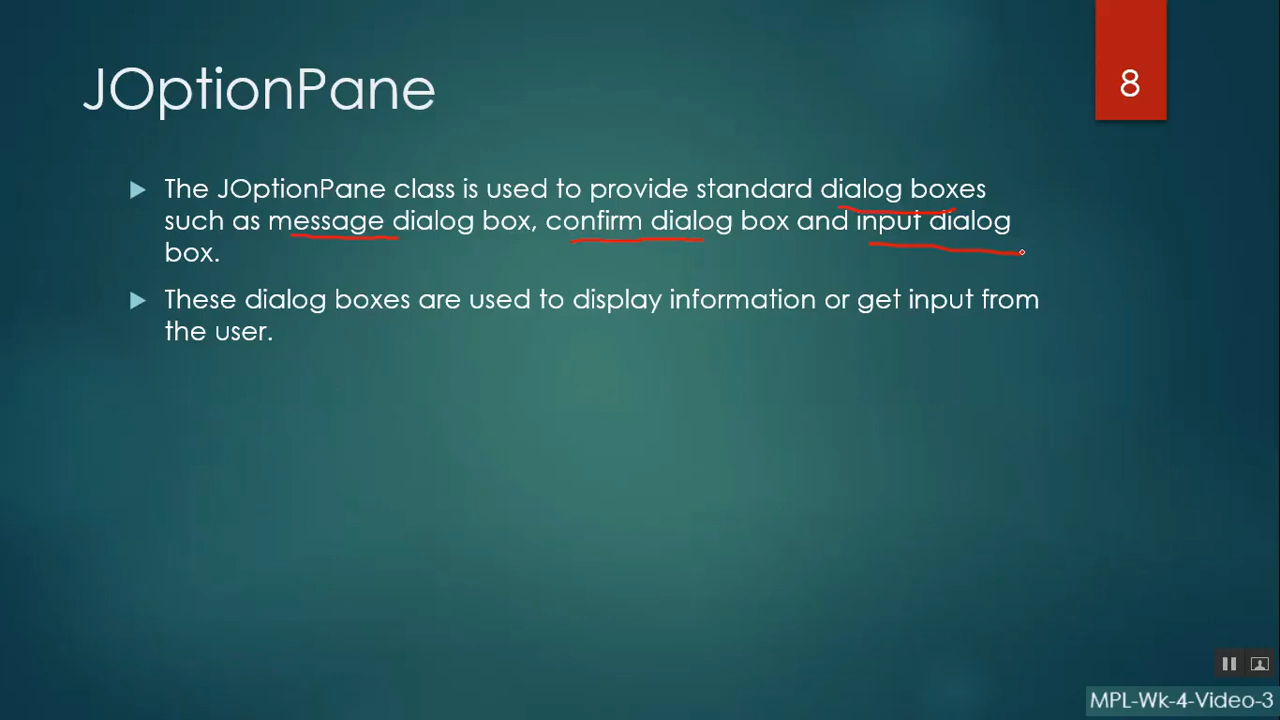 JOptionPane
8
The JOptionPane class is used to provide standard dialog boxes
such as message dialog box, confirm dialog box and input dialog
box.
These dialog boxes are used to display information or get input from
the user.
MPL-Wk-4-Video-3